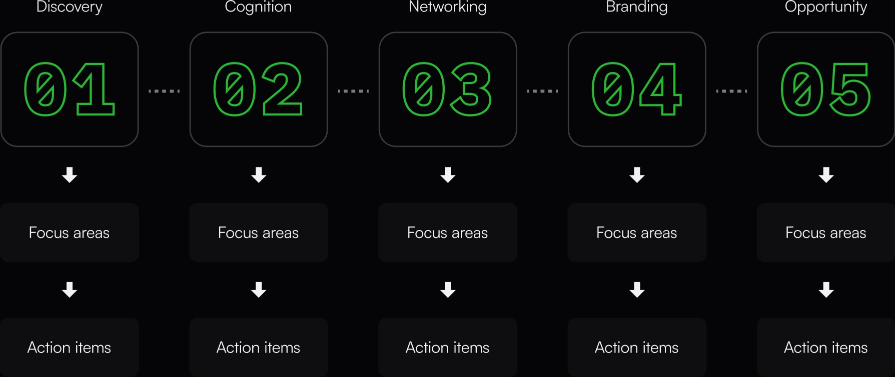 Discovery Cognition Networking Branding Opportunity
01 02 03 04 05
Focus areas Focus areas Focus areas Focus areas Focus areas
Action items Action items Action items Action items Action items